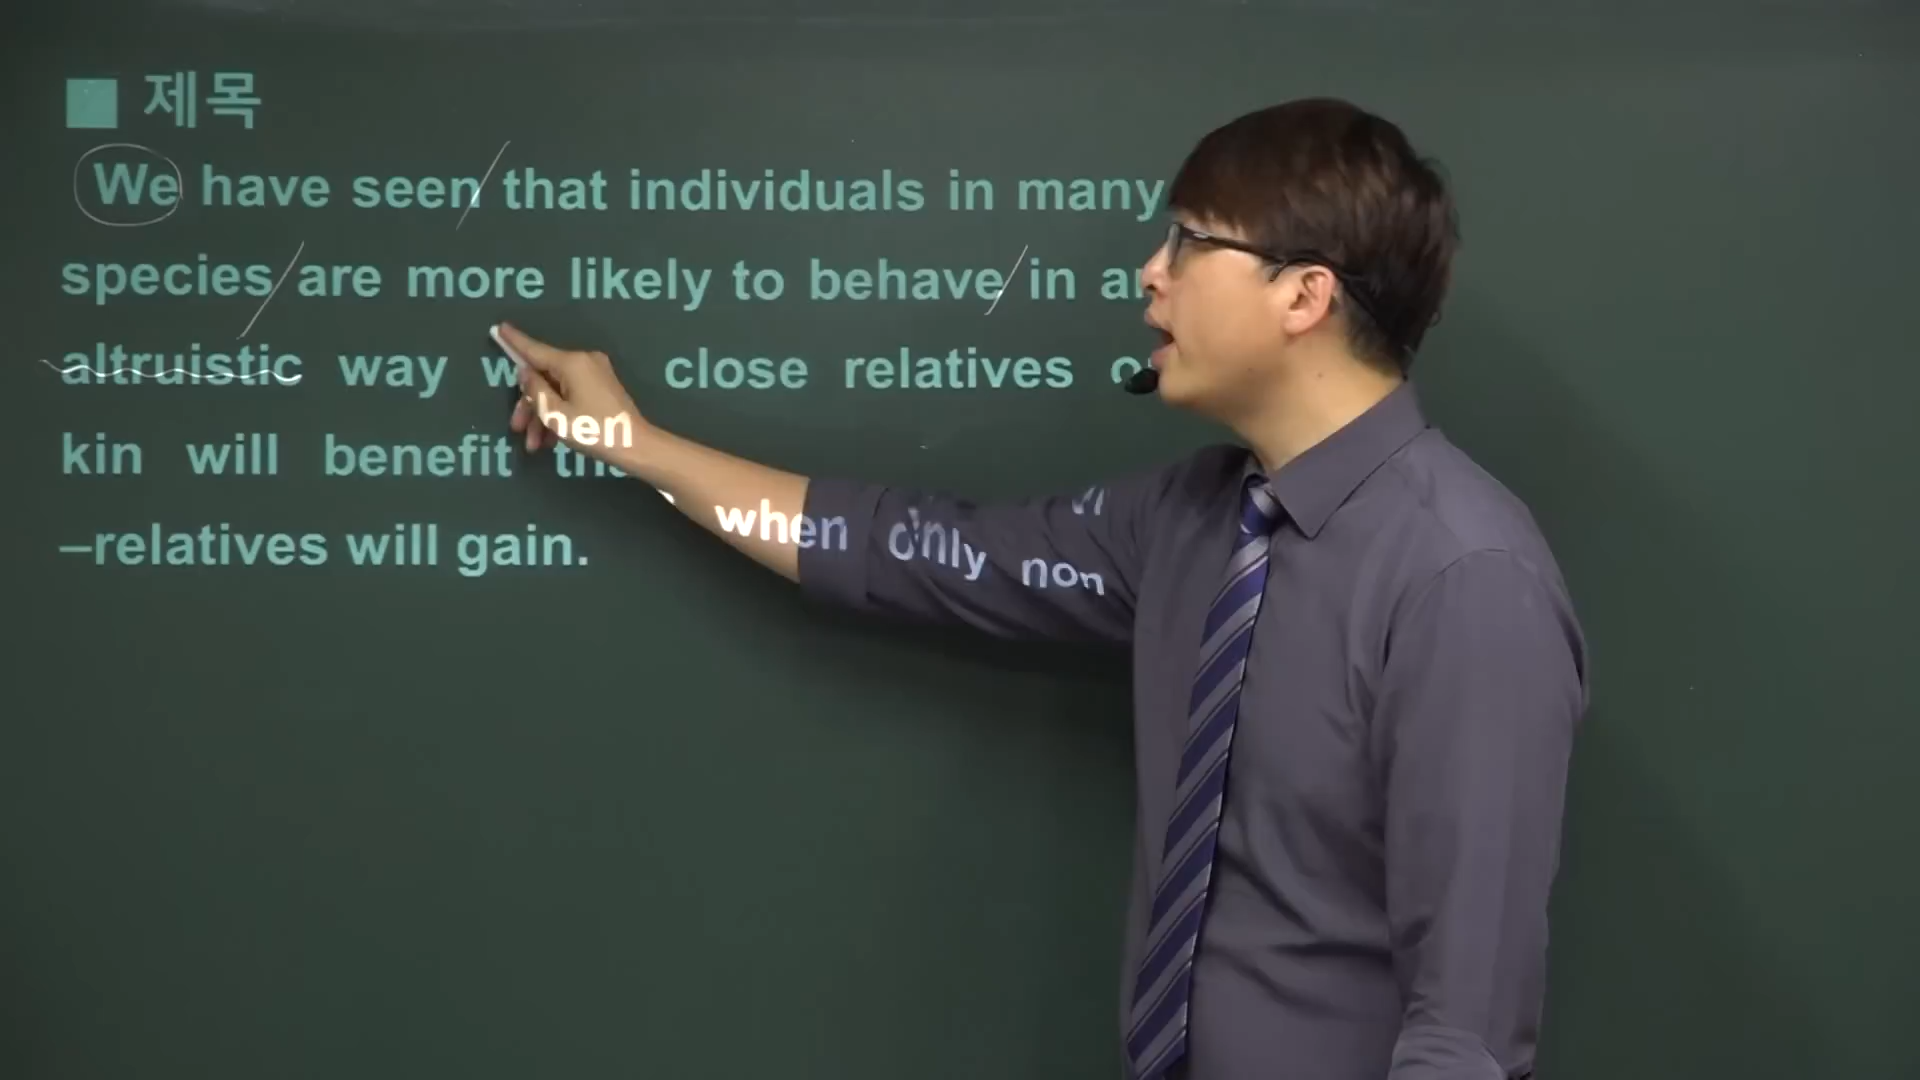 ■ 제목
We have seen that individuals in many
species are more likely to behave in
altruistic way when close relatives
kin will benefit when only non
–relatives will gain.